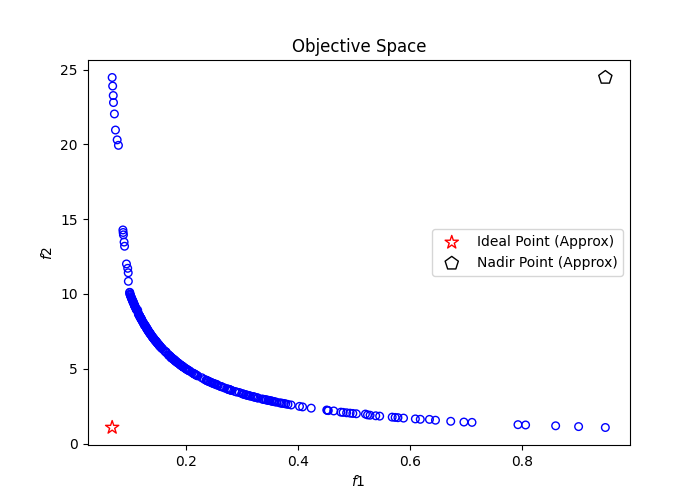 Objective Space
25
20
15
10
5
0
f2
Ideal Point (Approx)
Nadir Point (Approx)
0.2 0.4 0.6 0.8
f1